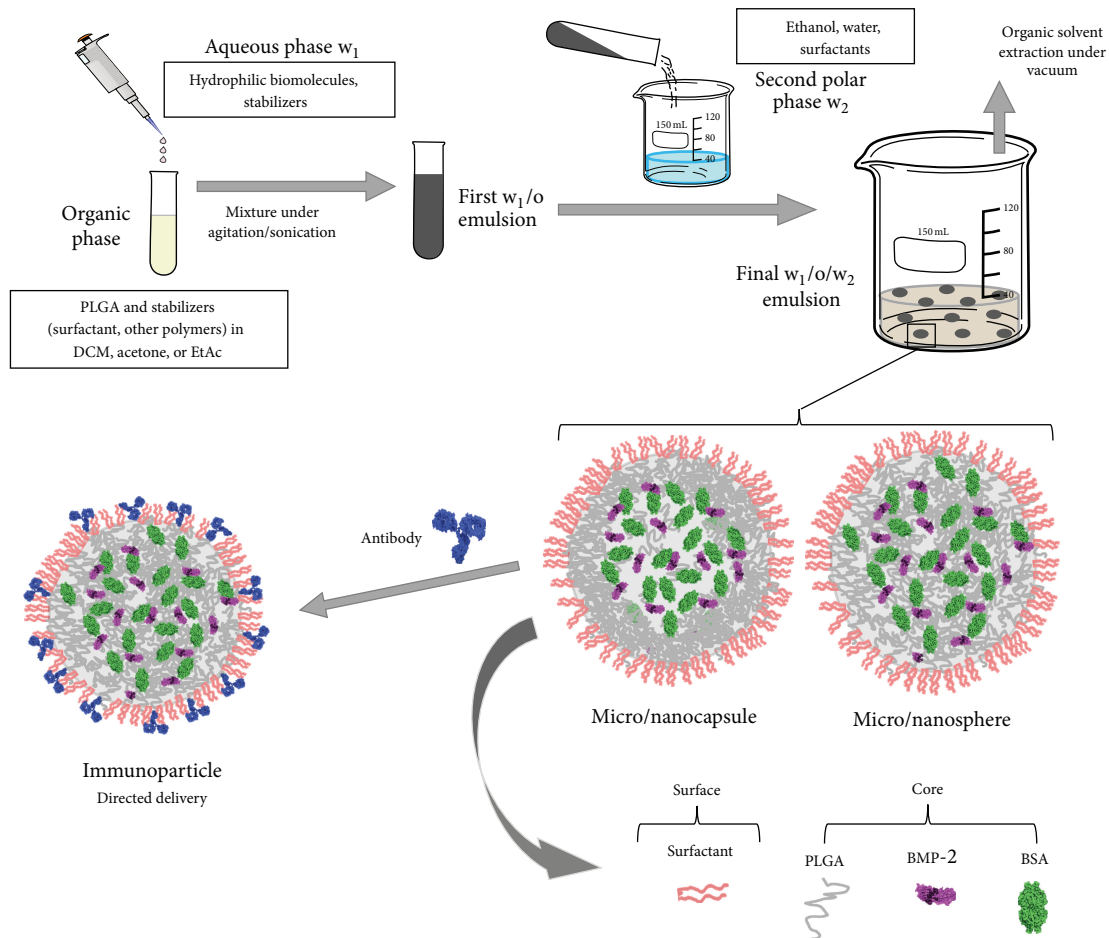 Aqueous phase w₁
Hydrophilic biomolecules,
stabilizers
Organic
phase
Mixture under
agitation/sonication
PLGA and stabilizers
(surfactant, other polymers) in
DCM, acetone, or EtAc
First w₁/o
emulsion
Ethanol, water,
surfactants
Second polar
phase w₂
150 mL
120
80
40
Organic solvent
extraction under
vacuum
Final w₁/o/w₂
emulsion
150 mL
120
80
40
Antibody
Micro/nanocapsule
Micro/nanosphere
Immunoparticle
Directed delivery
Surface
Surfactant
Core
PLGA
BMP-2
BSA